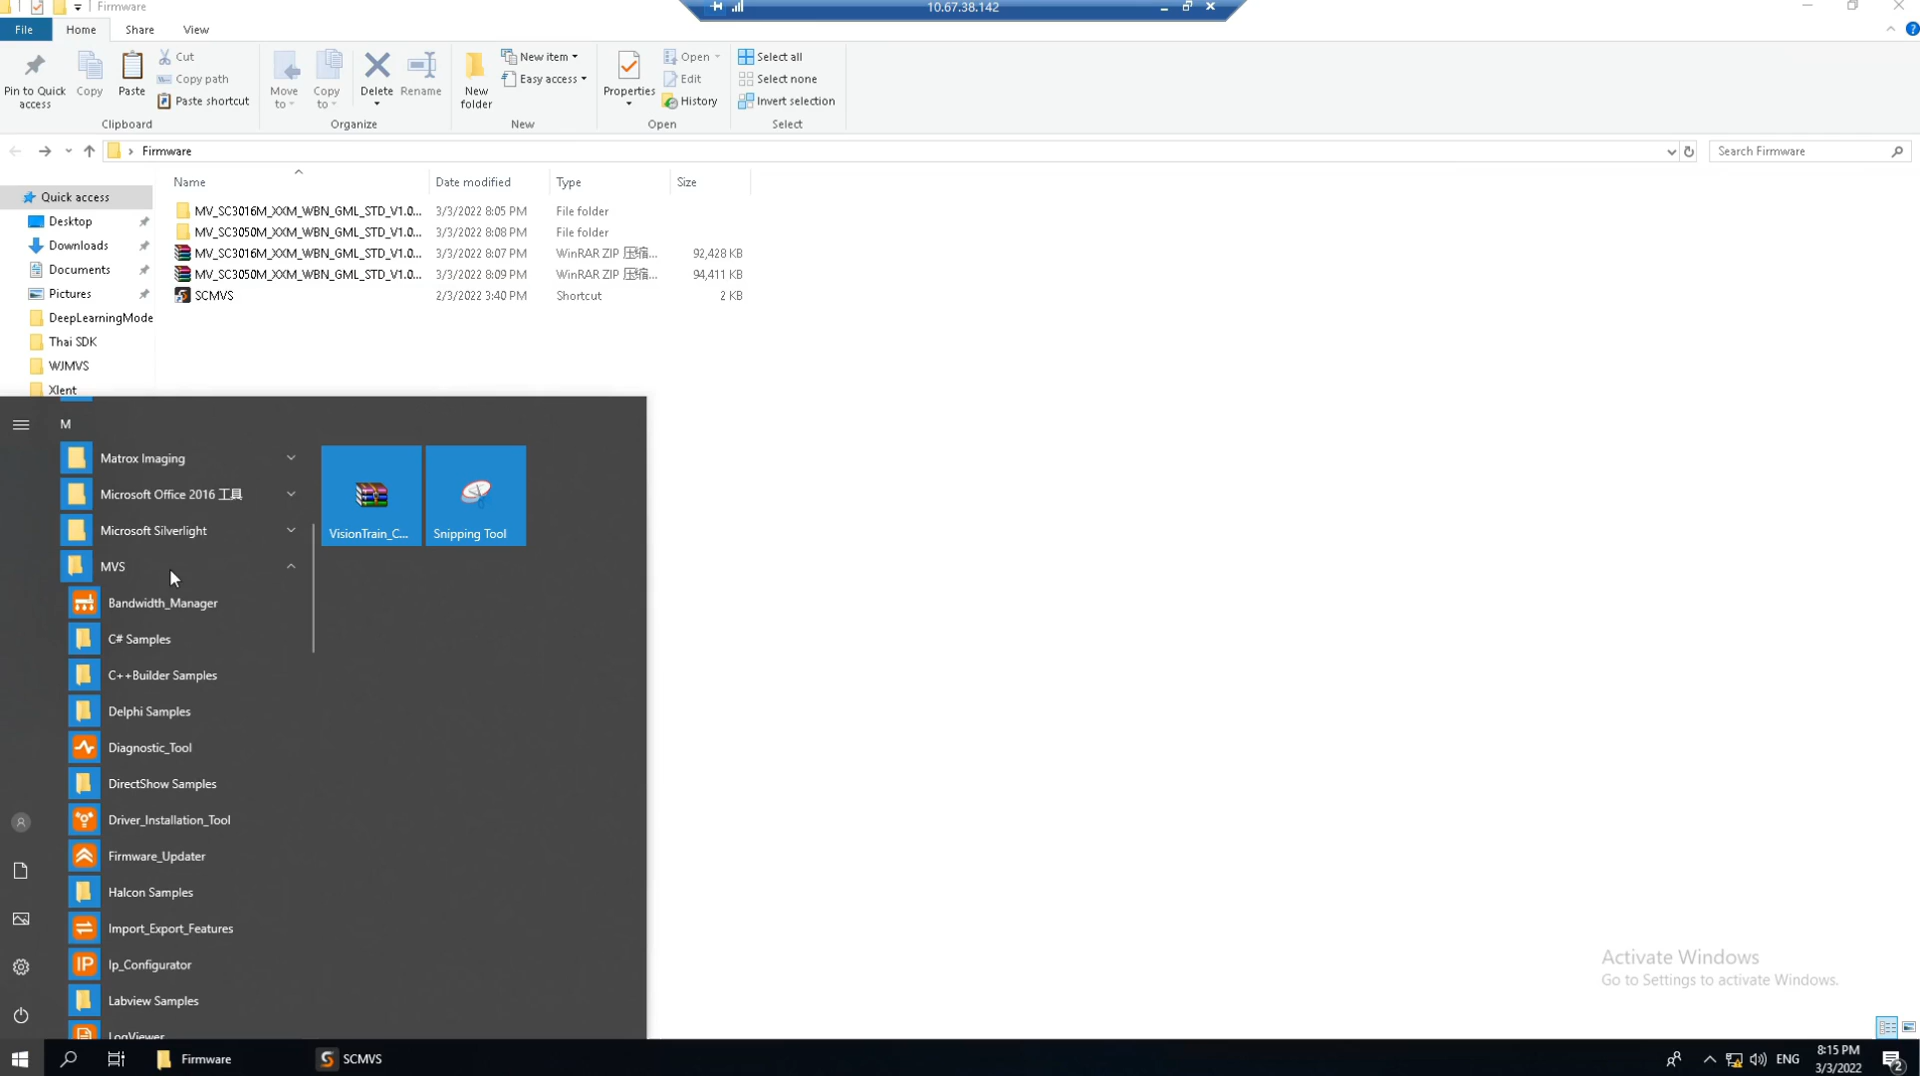 Firmware
10.67.38.142
File Home Share View
Pin to Quick access
Copy
Paste
Cut
Copy path
Paste shortcut
Clipboard
Move to
Copy to
Delete
Rename
Organize
New folder
New item
Easy access
New
Properties
Open
Edit
History
Open
Select all
Select none
Invert selection
Select
Firmware
Search Firmware
Name Date modified Type Size
Quick access
Desktop
Downloads
Documents
Pictures
DeepLearningMode
Thai SDK
WJMVS
Xlent
MV_SC3016M_XXM_WBN_GML_STD_V1.0... 3/3/2022 8:05 PM File folder
MV_SC3050M_XXM_WBN_GML_STD_V1.0... 3/3/2022 8:08 PM File folder
MV_SC3016M_XXM_WBN_GML_STD_V1.0... 3/3/2022 8:07 PM WinRAR ZIP 压缩... 92,428 KB
MV_SC3050M_XXM_WBN_GML_STD_V1.0... 3/3/2022 8:09 PM WinRAR ZIP 压缩... 94,411 KB
SCMVS 2/3/2022 3:40 PM Shortcut 2 KB
M
Matrox Imaging
Microsoft Office 2016 工具
Microsoft Silverlight
MVS
Bandwidth_Manager
C# Samples
C++Builder Samples
Delphi Samples
Diagnostic_Tool
DirectShow Samples
Driver_Installation_Tool
Firmware_Updater
Halcon Samples
Import_Export_Features
IP
Ip_Configurator
Labview Samples
LogViewer
VisionTrain_C...
Snipping Tool
Activate Windows
Go to Settings to activate Windows.
Firmware
SCMVS
ENG
8:15 PM
3/3/2022
2